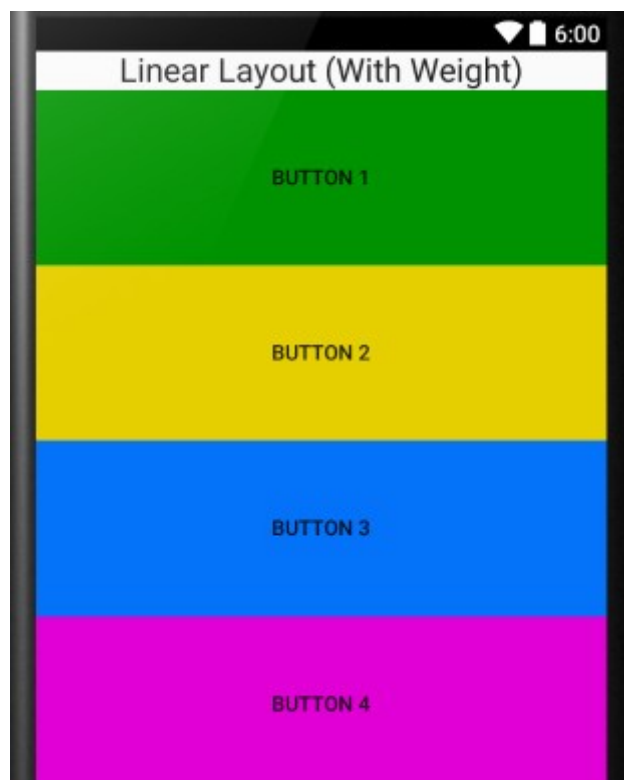 6:00
Linear Layout (With Weight)
BUTTON 1
BUTTON 2
BUTTON 3
BUTTON 4